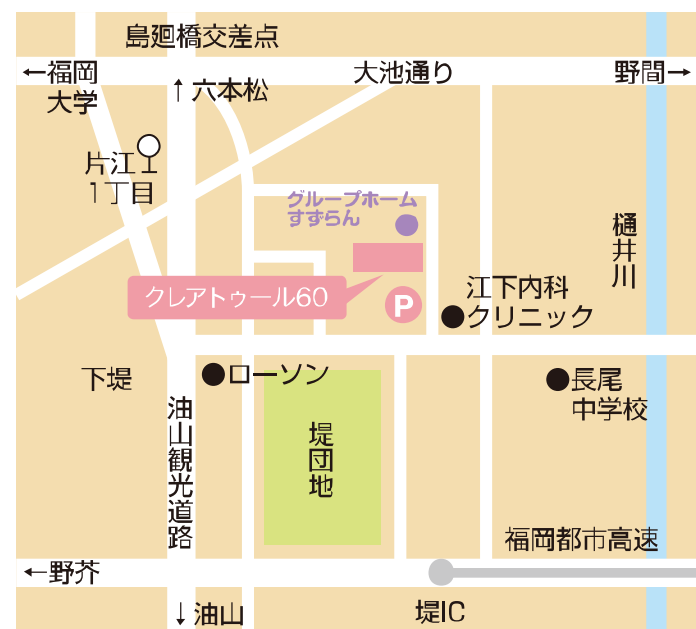 島廻橋交差点
←福岡
大学
↑六本松
大池通り
野間→
片江
1丁目
グループホーム
すずらん
樋井川
クレアトゥール60
P
江下内科
クリニック
下堤
ローソン
長尾
中学校
油山観光道路
堤団地
福岡都市高速
←野芥
↓油山
堤IC